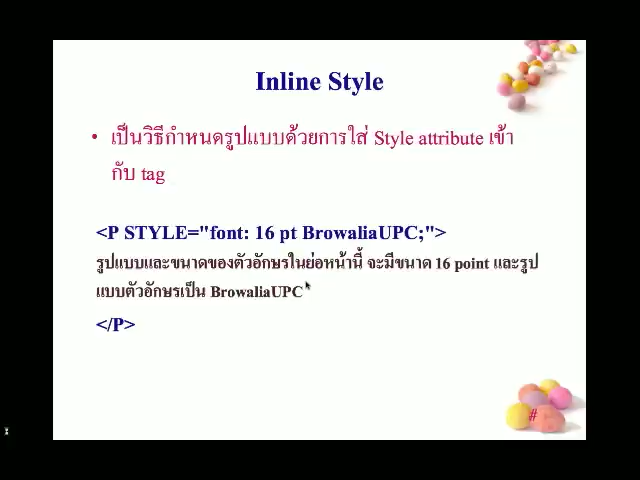 Inline Style
• เป็นวิธีกำหนดรูปแบบด้วยการใส่ Style attribute เข้า
กับ tag
<P STYLE="font: 16 pt BrowaliaUPC;">
รูปแบบและขนาดของตัวอักษรในย่อหน้านี้ จะมีขนาด 16 point และรูป
แบบตัวอักษรเป็น BrowaliaUPC
</P>
#